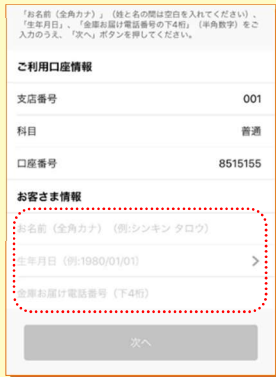 「お名前(全角カナ)」(姓と名の間は空白を入れてください)、
「生年月日」、「金庫お届け電話番号の下4桁」(半角数字)をご
入力のうえ、「次へ」ボタンを押してください。
ご利用口座情報
支店番号 001
科目 普通
口座番号 8515155
お客さま情報
お名前(全角カナ) (例:シンキン タロウ)
生年月日(例:1980/01/01)
金庫お届け電話番号(下4桁)
次へ